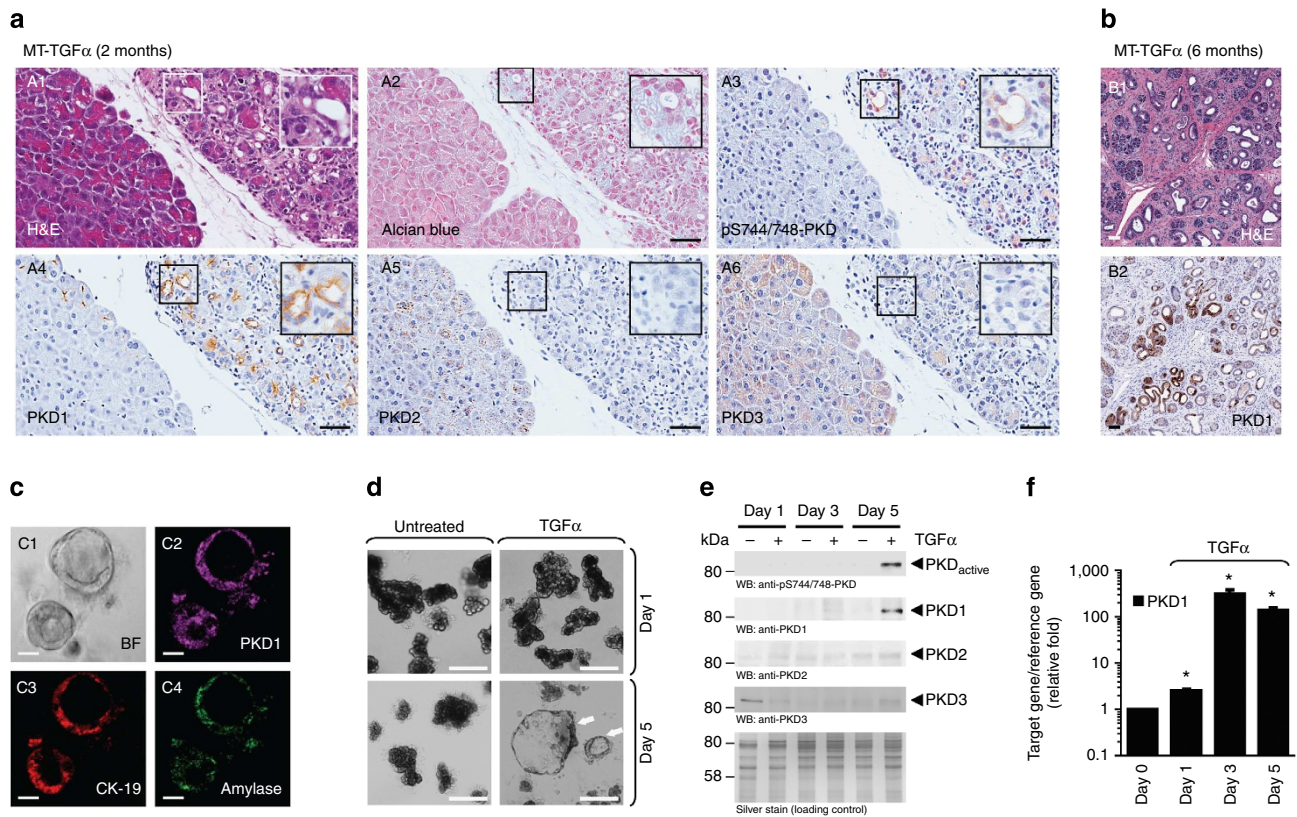 a
MT-TGFα (2 months)
A1
H&E
A2
Alcian blue
A3
pS744/748-PKD
A4
PKD1
A5
PKD2
A6
PKD3
b
MT-TGFα (6 months)
B1
H&E
B2
PKD1
c
C1
BF
C2
PKD1
C3
CK-19
C4
Amylase
d
Untreated
TGFα
Day 1
Day 5
e
Day 1 Day 3 Day 5
kDa – + – + – + TGFα
80
PKDactive
WB: anti-pS744/748-PKD
80
PKD1
WB: anti-PKD1
80
PKD2
WB: anti-PKD2
80
PKD3
WB: anti-PKD3
80
58
Silver stain (loading control)
f
TGFα
Target gene/reference gene
(relative fold)
1,000
100
10
1
0.1
PKD1
*
*
*
Day 0
Day 1
Day 3
Day 5